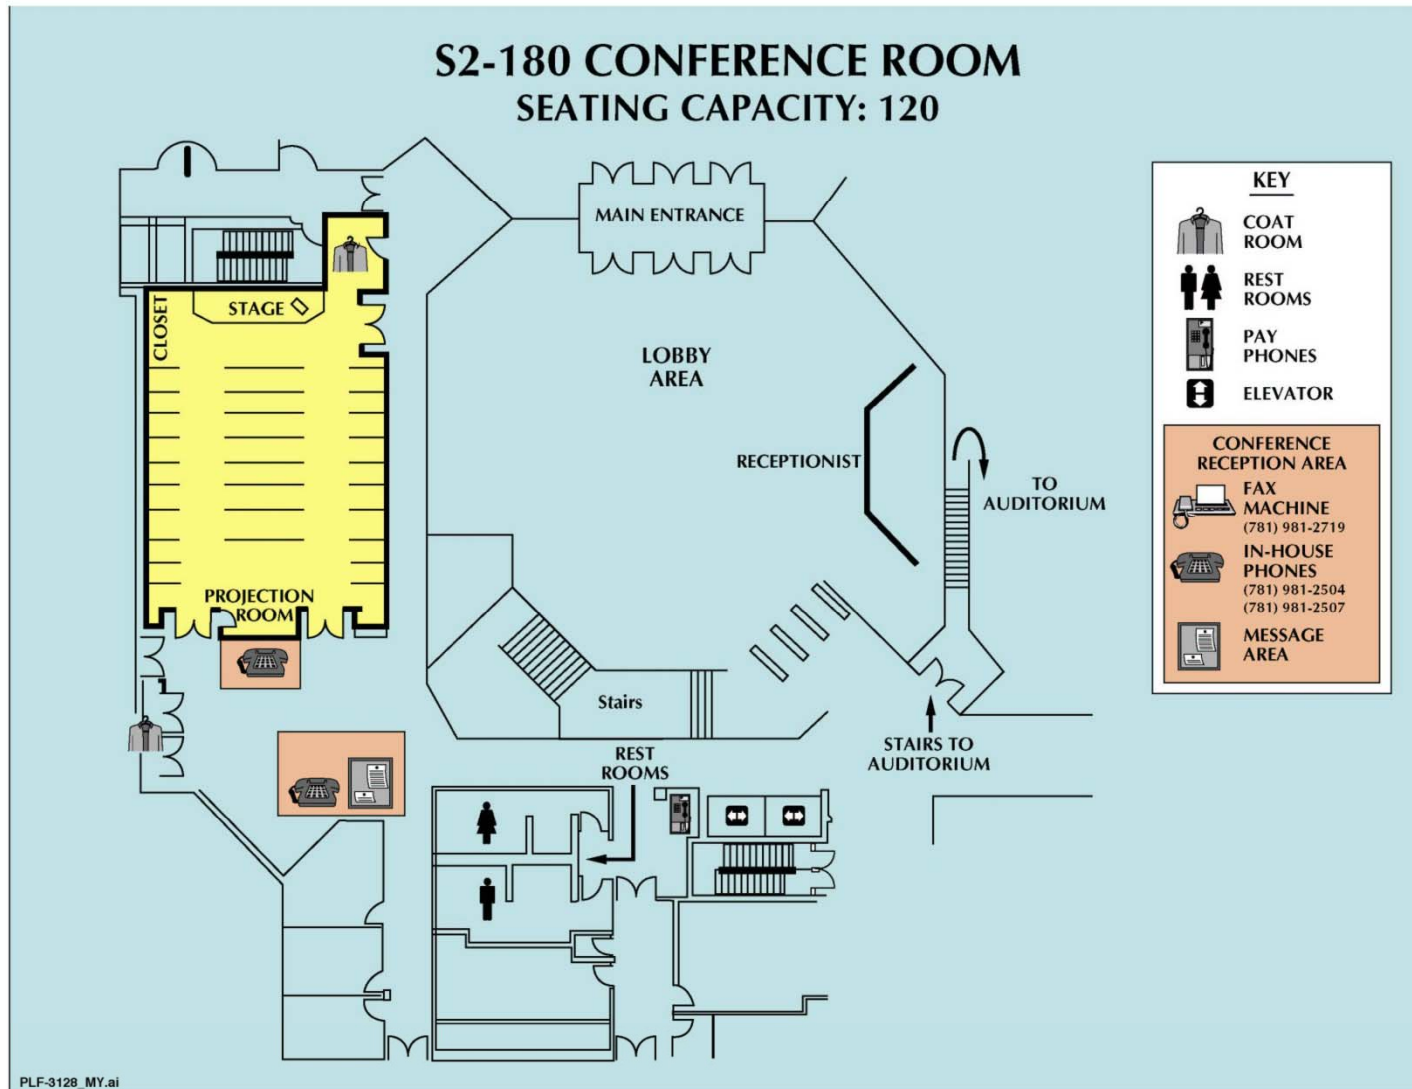 S2-180 CONFERENCE ROOM
SEATING CAPACITY: 120
MAIN ENTRANCE
STAGE
CLOSET
LOBBY
AREA
RECEPTIONIST
TO
AUDITORIUM
PROJECTION
ROOM
Stairs
REST
ROOMS
STAIRS TO
AUDITORIUM
KEY
COAT
ROOM
REST
ROOMS
PAY
PHONES
ELEVATOR
CONFERENCE
RECEPTION AREA
FAX
MACHINE
(781) 981-2719
IN-HOUSE
PHONES
(781) 981-2504
(781) 981-2507
MESSAGE
AREA
PLF-3128_MY.ai